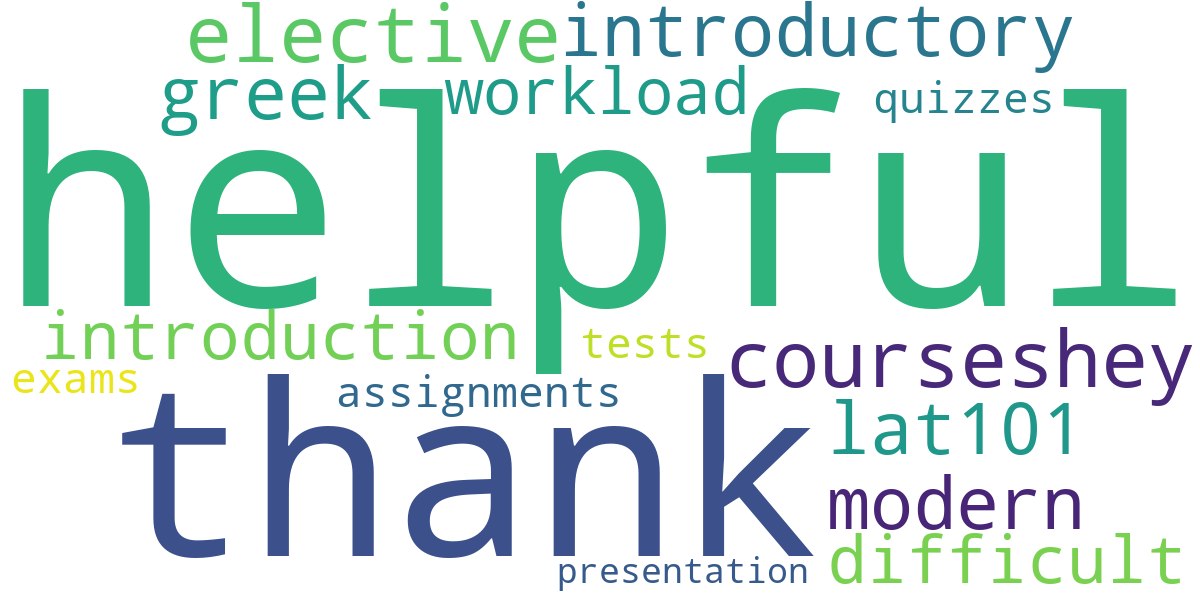 elective introductory
greek workload quizzes
helpful
introduction tests courseshey
exams assignments lat101
thank modern
presentation difficult